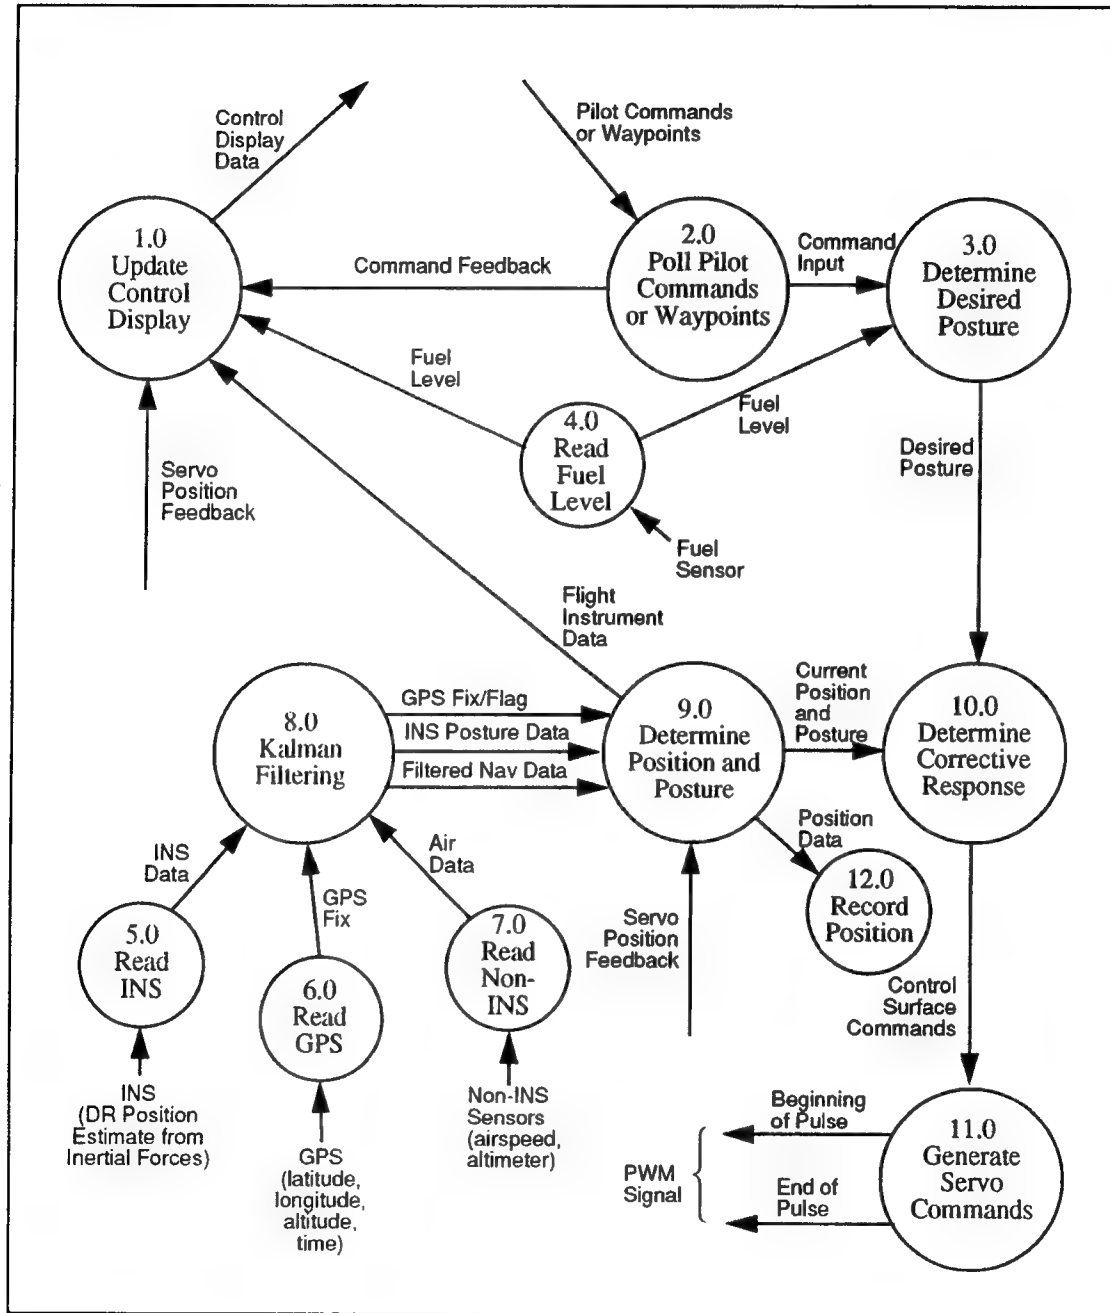 Control
Display
Data
Pilot Commands
or Waypoints
1.0
Update
Control
Display
Command Feedback
2.0
Poll Pilot
Commands
or Waypoints
Command
Input
3.0
Determine
Desired
Posture
Fuel
Level
4.0
Read
Fuel
Level
Fuel
Level
Desired
Posture
Servo
Position
Feedback
Fuel
Sensor
Flight
Instrument
Data
8.0
Kalman
Filtering
GPS Fix/Flag
INS Posture Data
Filtered Nav Data
9.0
Determine
Position and
Posture
Current
Position
and
Posture
10.0
Determine
Corrective
Response
INS
Data
GPS
Fix
Air
Data
Position
Data
12.0
Record
Position
5.0
Read
INS
6.0
Read
GPS
7.0
Read
Non-
INS
Servo
Position
Feedback
Control
Surface
Commands
INS
(DR Position
Estimate from
Inertial Forces)
GPS
(latitude,
longitude,
altitude,
time)
Non-INS
Sensors
(airspeed,
altimeter)
Beginning
of Pulse
PWM
Signal
End of
Pulse
11.0
Generate
Servo
Commands